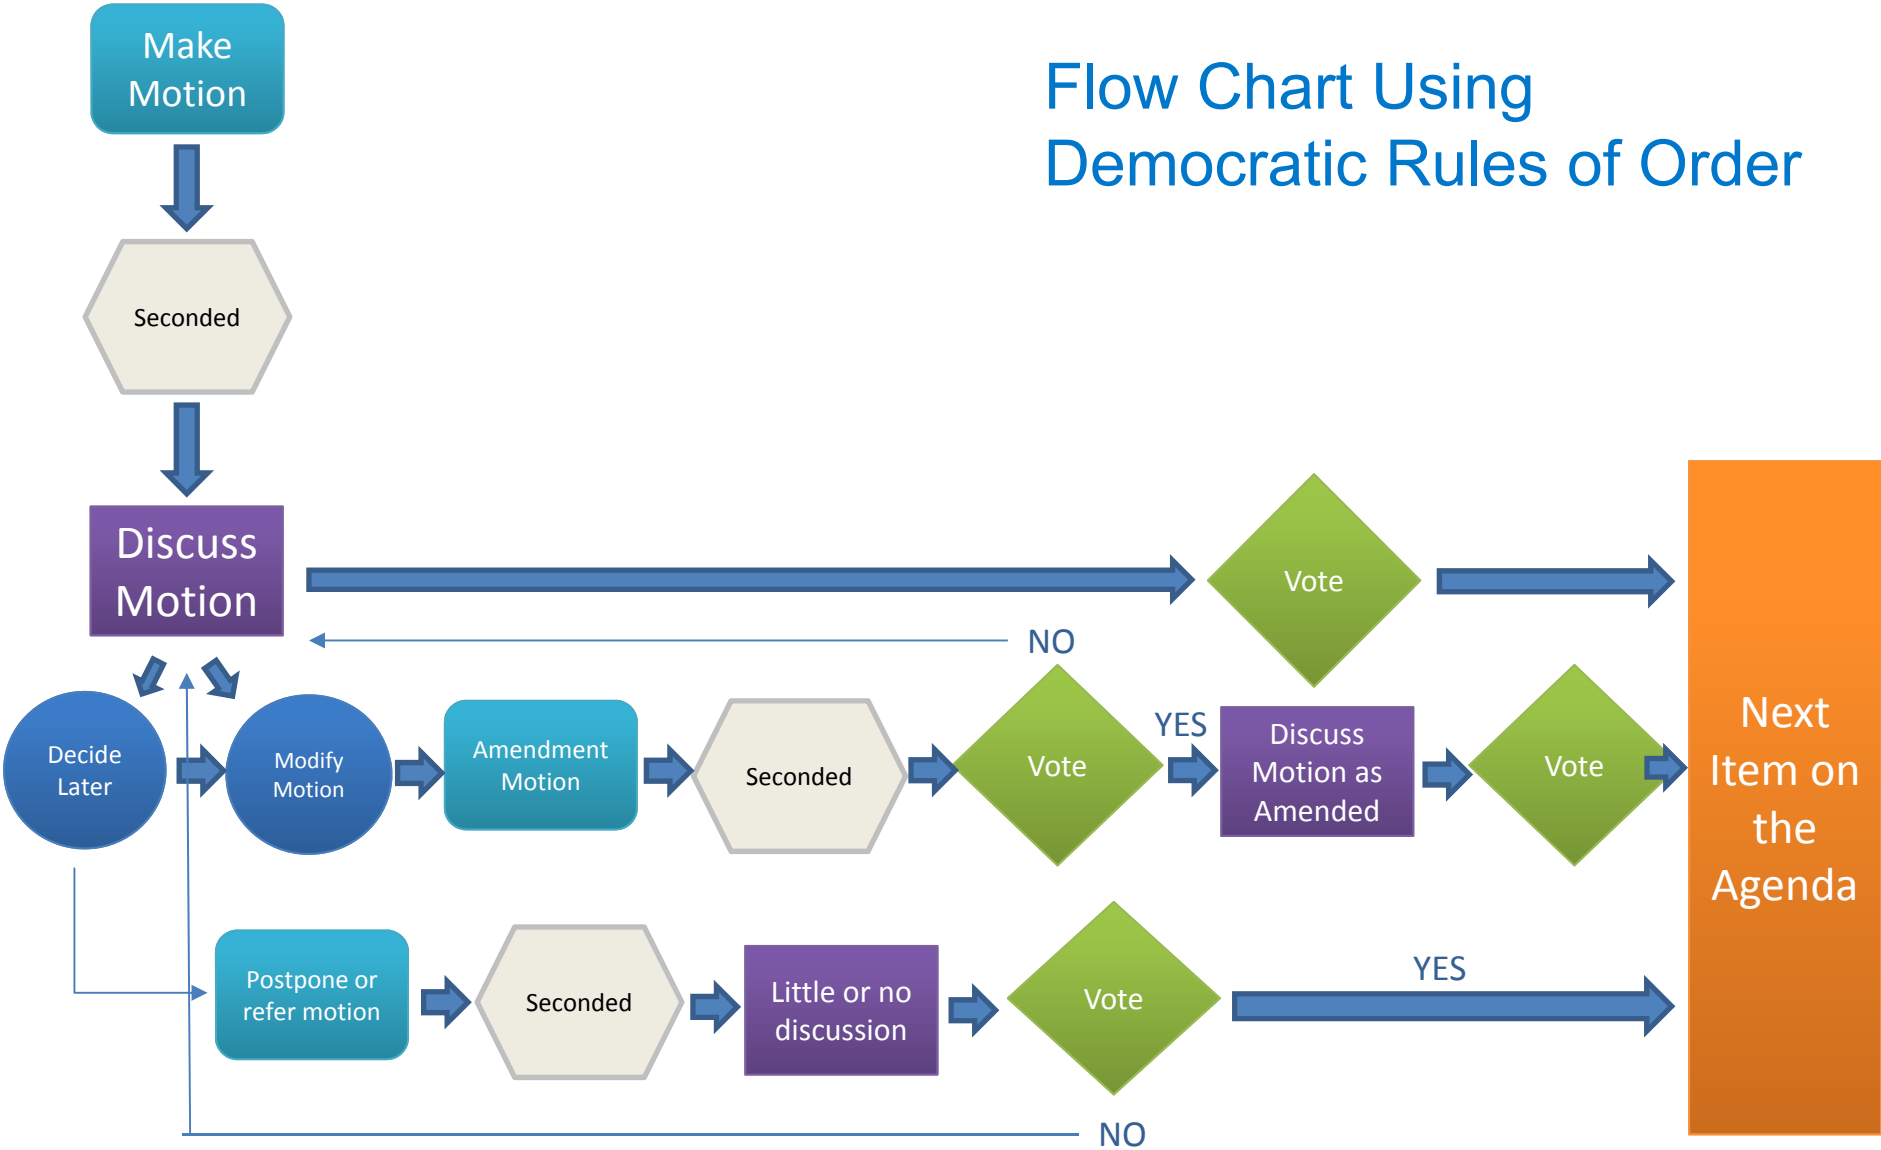 Make
Motion
Flow Chart Using
Democratic Rules of Order
Seconded
Discuss
Motion
Vote
NO
Decide
Later
Modify
Motion
Amendment
Motion
Seconded
Vote
YES
Discuss
Motion as
Amended
Vote
Next
Item on
the
Agenda
Postpone or
refer motion
Seconded
Little or no
discussion
Vote
YES
NO